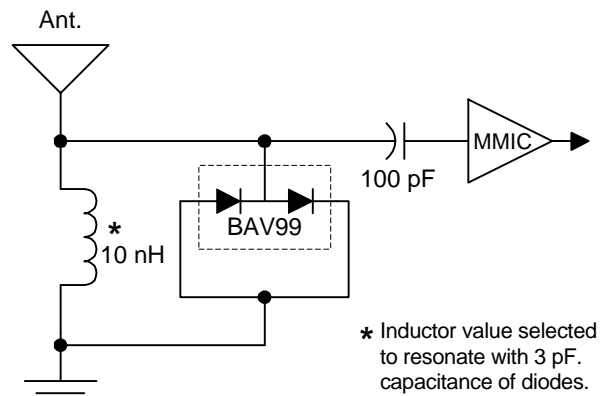 Ant.
MMIC
100 pF
BAV99
*
10 nH
* Inductor value selected
to resonate with 3 pF.
capacitance of diodes.